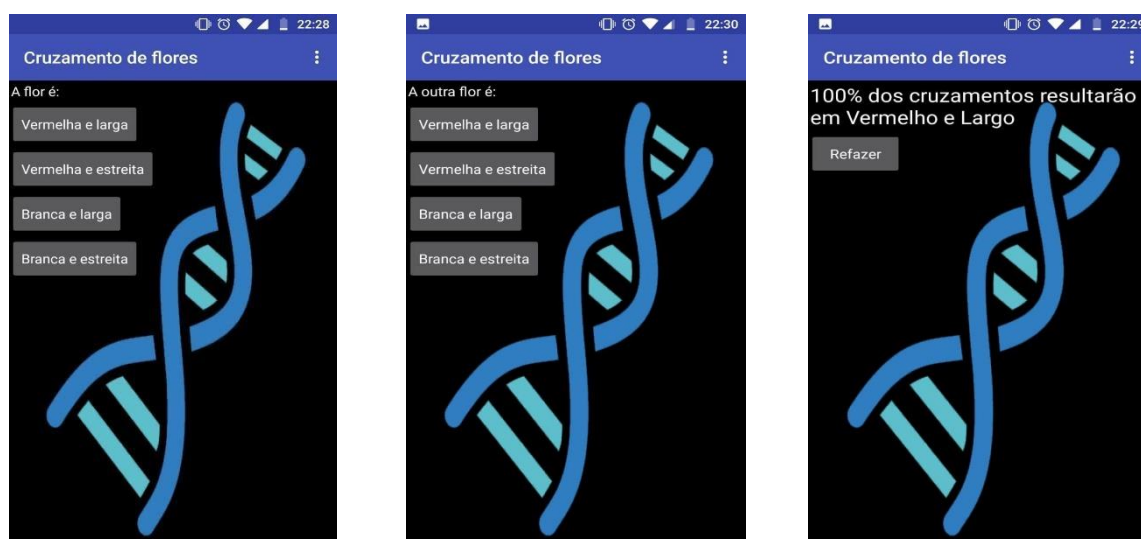 22:28
Cruzamento de flores
A flor é:
Vermelha e larga
Vermelha e estreita
Branca e larga
Branca e estreita
22:30
Cruzamento de flores
A outra flor é:
Vermelha e larga
Vermelha e estreita
Branca e larga
Branca e estreita
22:29
Cruzamento de flores
100% dos cruzamentos resultarão
em Vermelho e Largo
Refazer